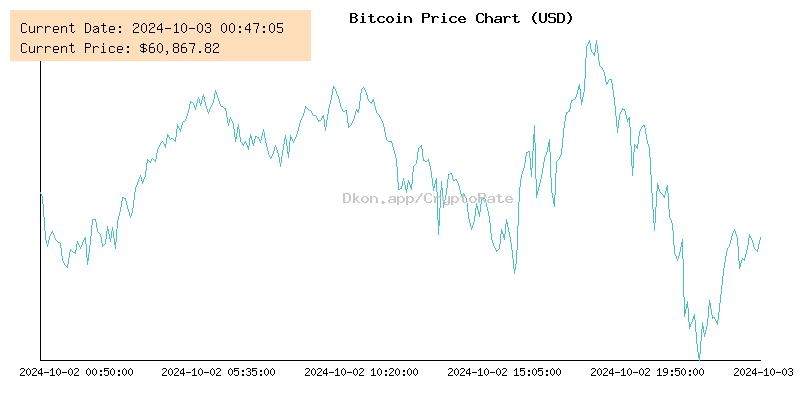 Bitcoin Price Chart (USD)
Current Date: 2024-10-03 00:47:05
Current Price: $60,867.82
Dkon.app/CryptoRate
2024-10-02 00:50:00 2024-10-02 05:35:00 2024-10-02 10:20:00 2024-10-02 15:05:00 2024-10-02 19:50:00 2024-10-03